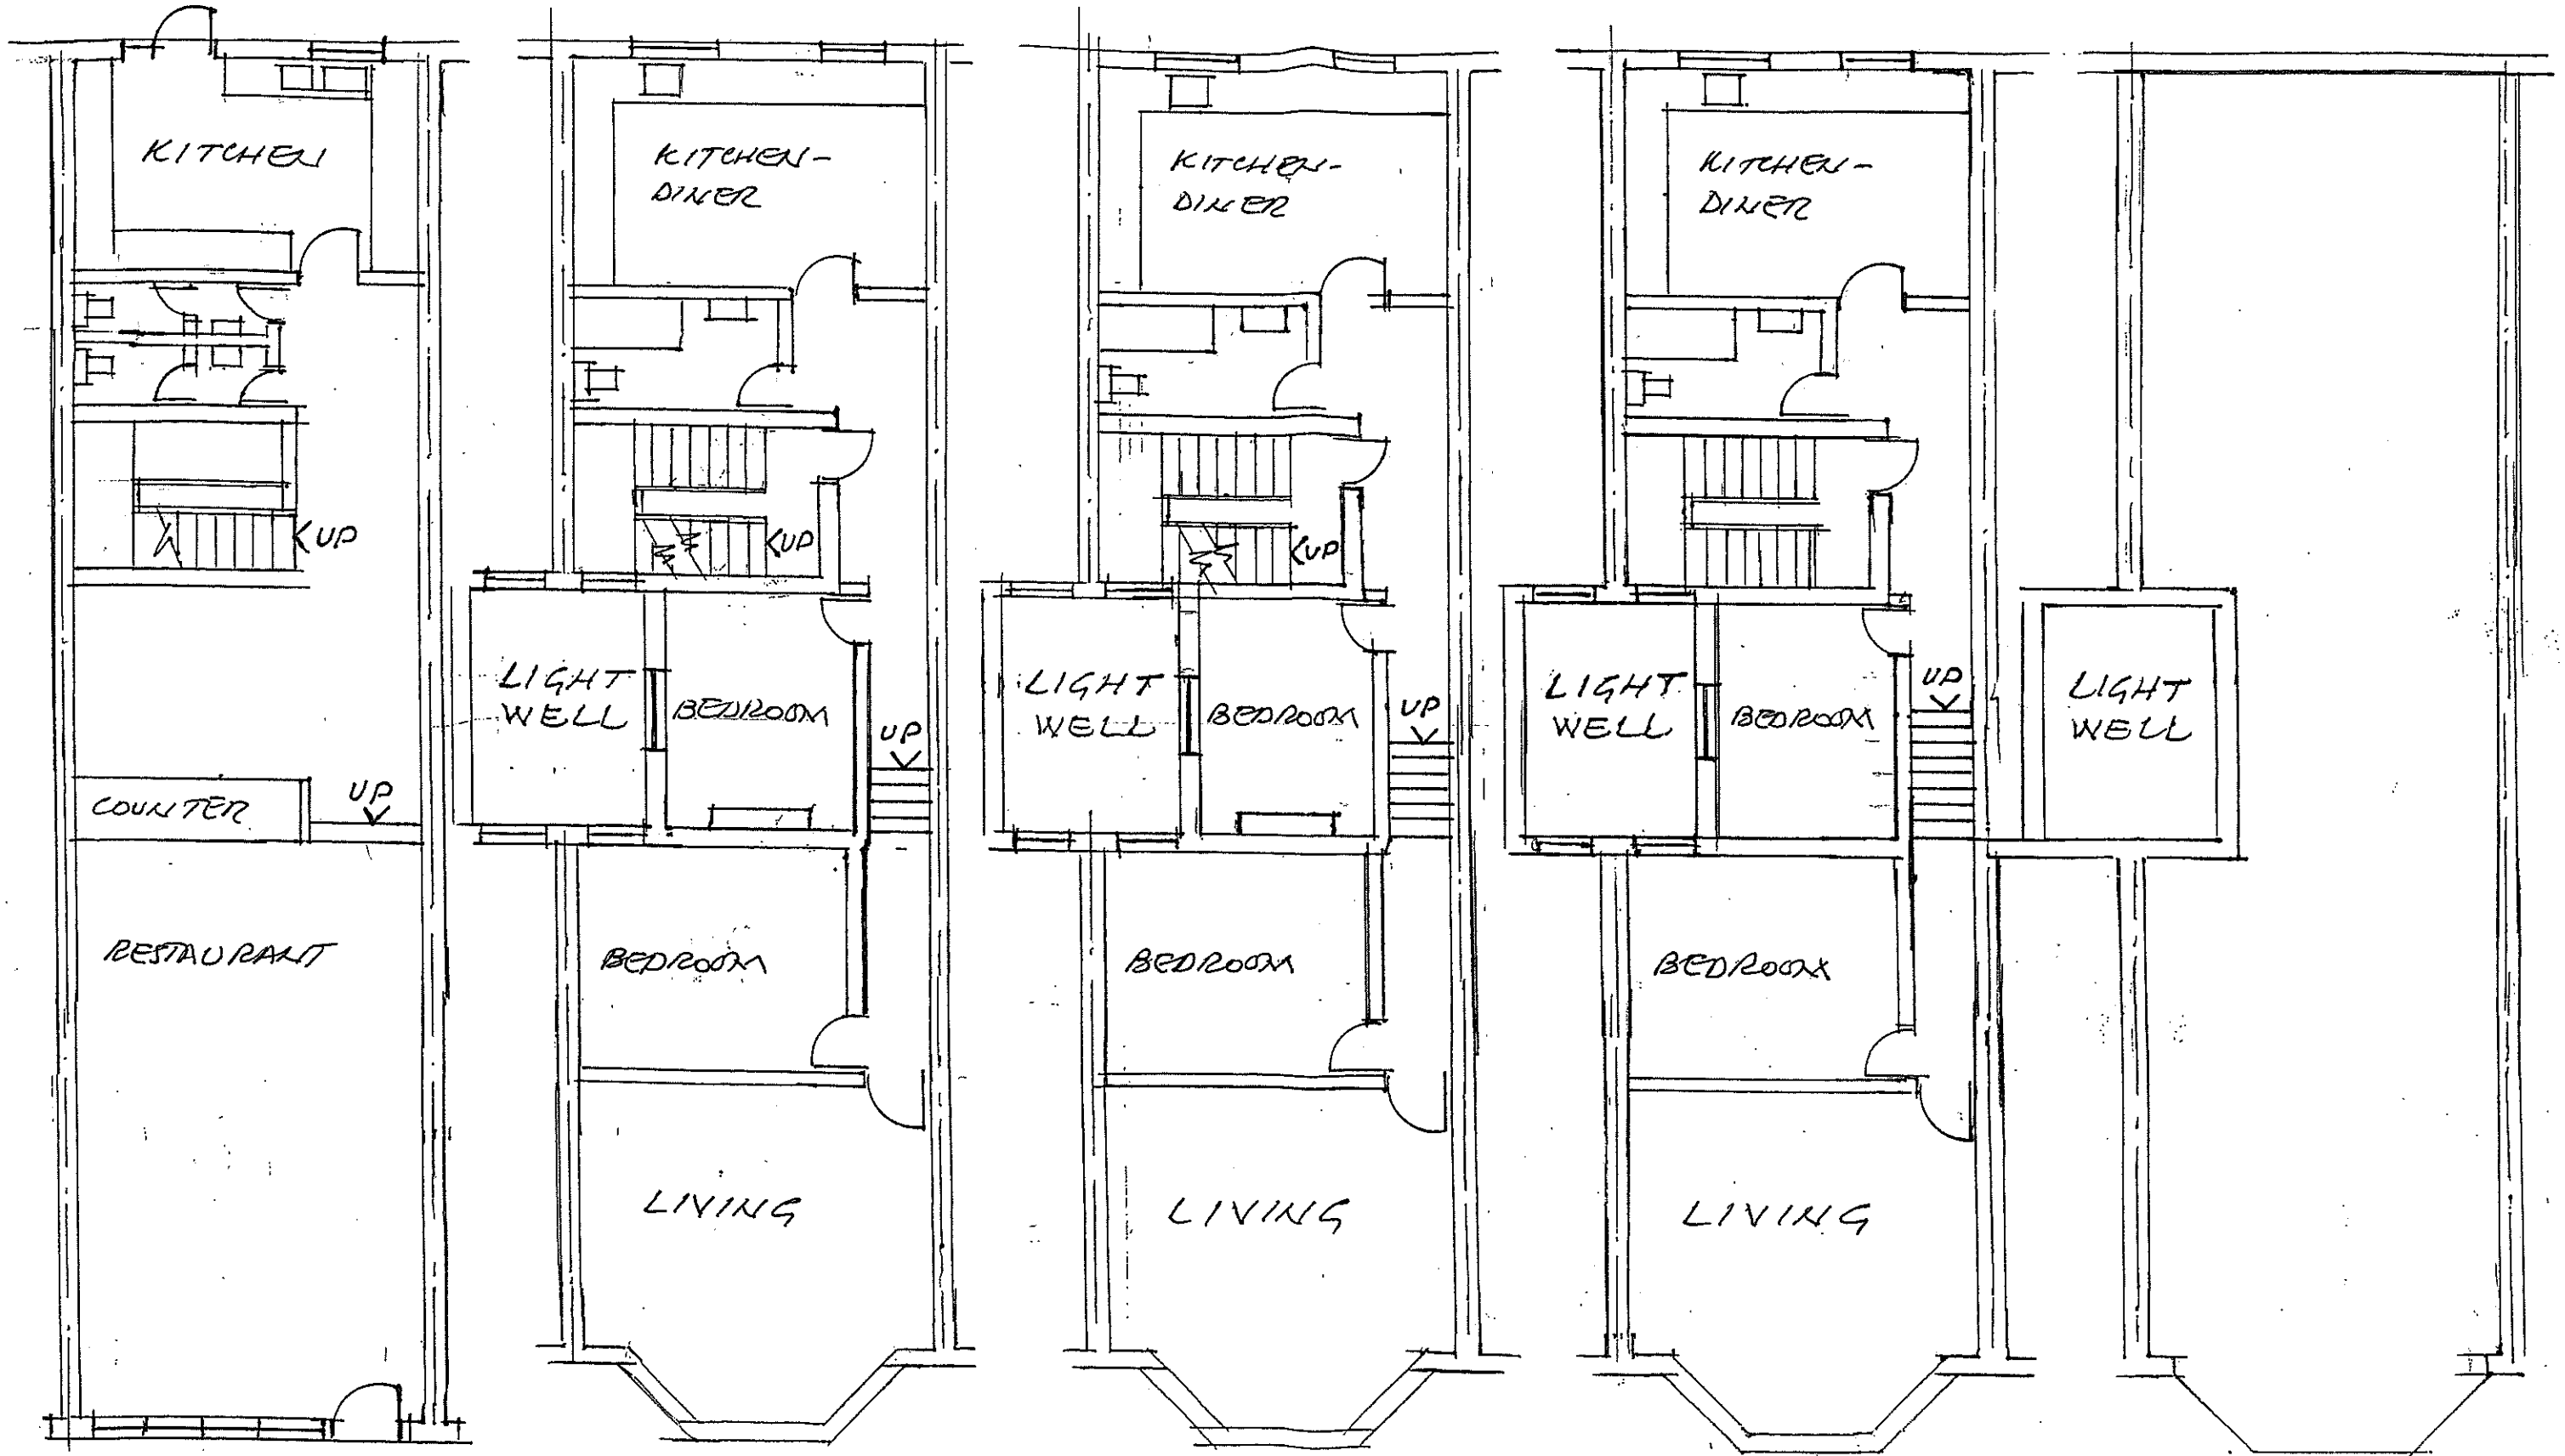 KITCHEN
<UP
COUNTER
UP
RESTAURANT
KITCHEN-
DINER
<UP
LIGHT
WELL
BEDROOM
UP
BEDROOM
LIVING
KITCHEN-
DINER
<UP
LIGHT
WELL
BEDROOM
UP
BEDROOM
LIVING
KITCHEN-
DINER
LIGHT
WELL
BEDROOM
UP
BEDROOM
LIVING
LIGHT
WELL